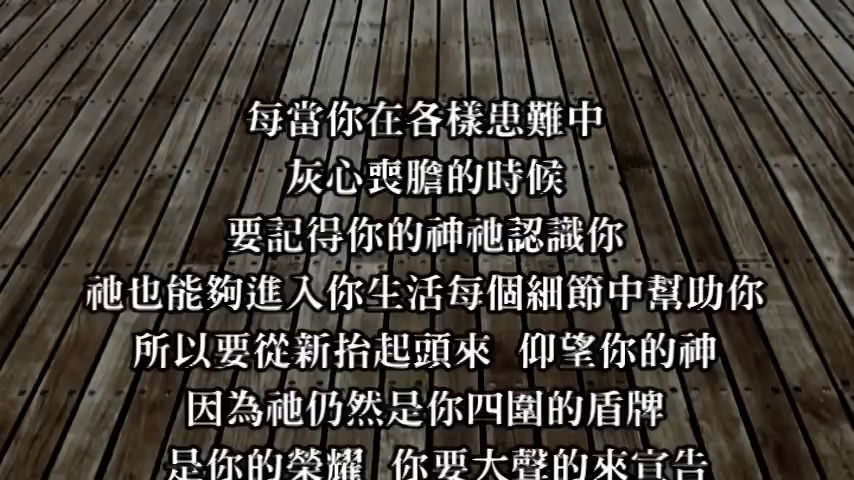 每當你在各樣患難中
灰心喪膽的時候
要記得你的神祂認識你
祂也能夠進入你生活每個細節中幫助你
所以要從新抬起頭來 仰望你的神
因為祂仍然是你四圍的盾牌
是你的榮耀 你要大聲的來宣告